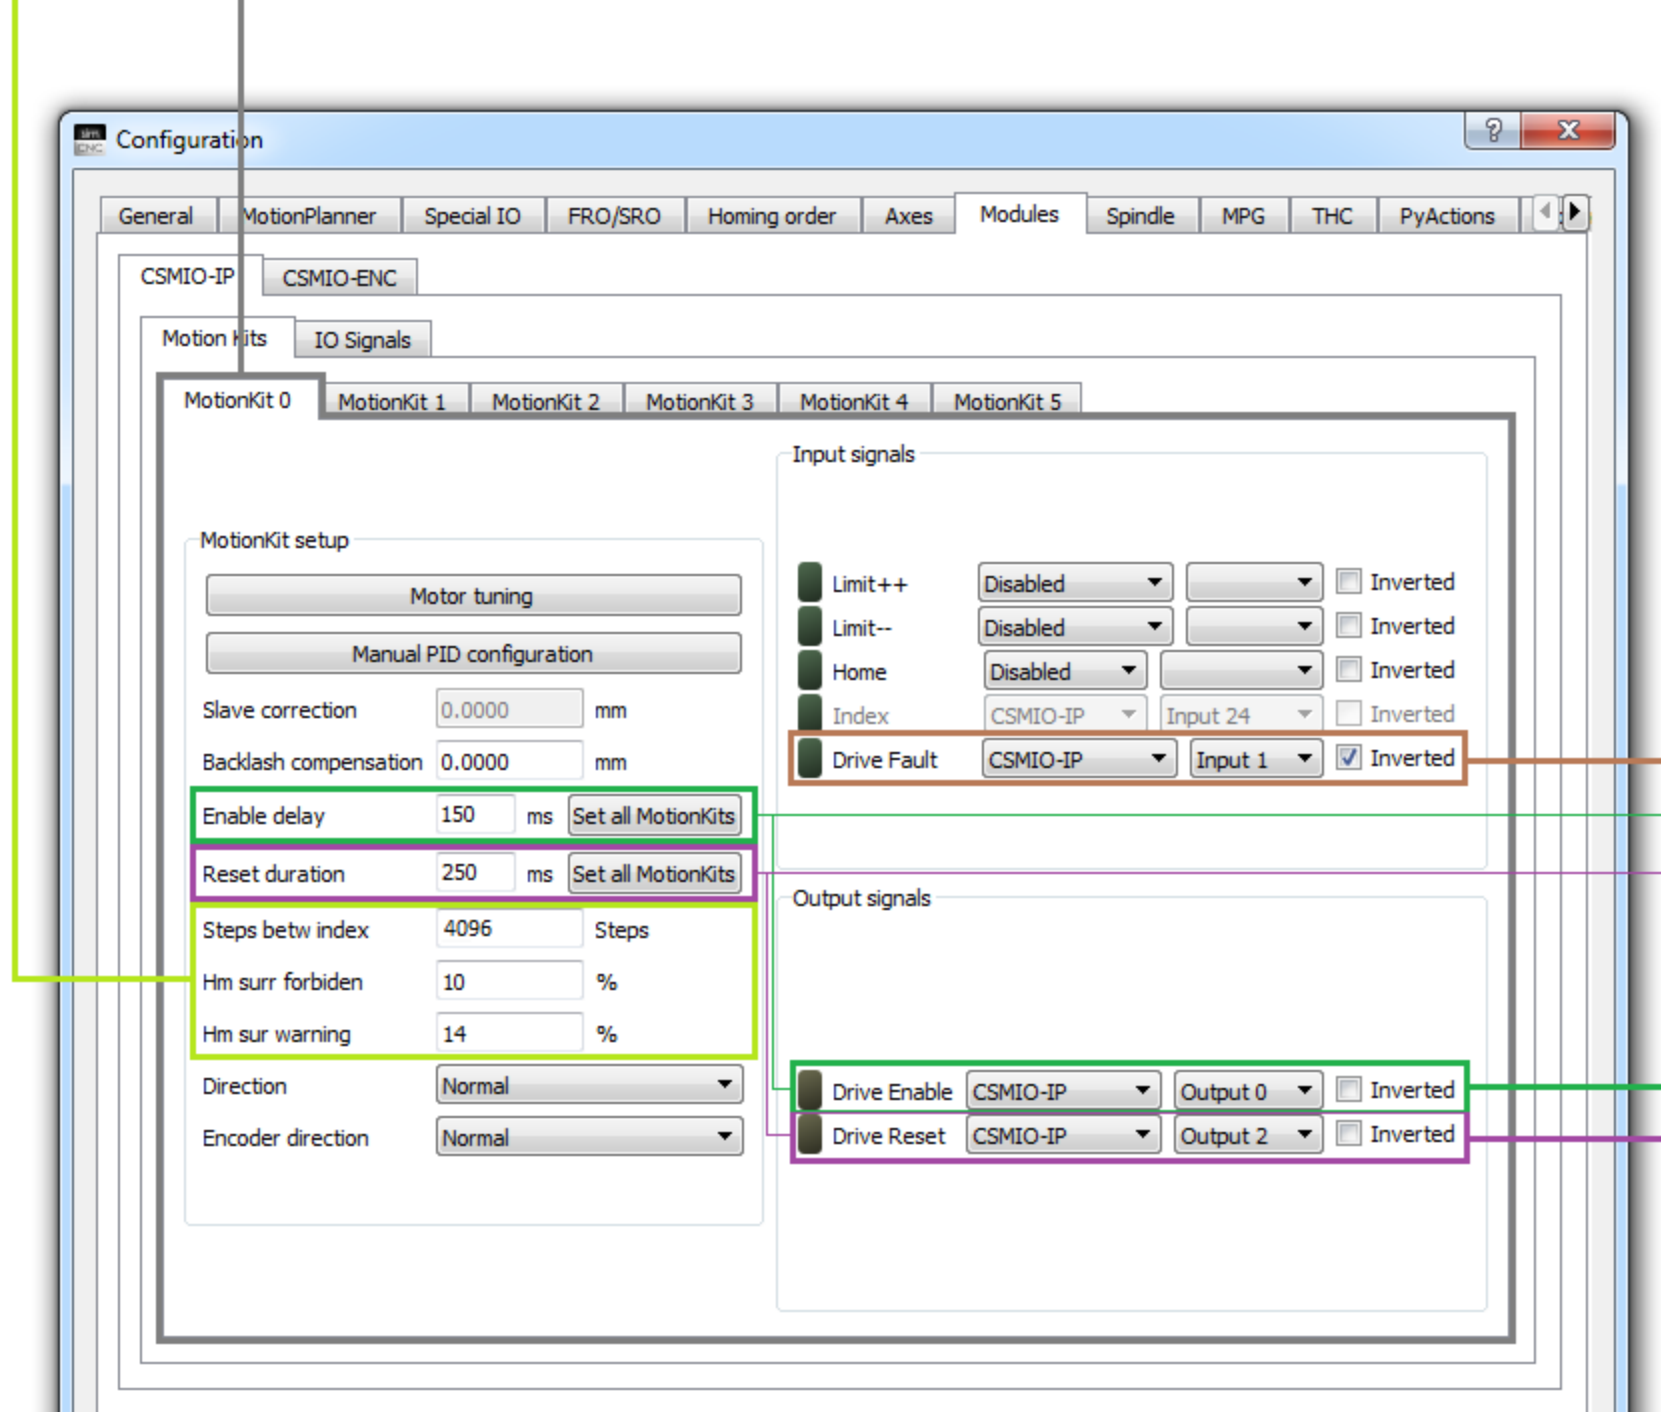 Configuration
General MotionPlanner Special IO FRO/SRO Homing order Axes Modules Spindle MPG THC PyActions
CSMIO-IP CSMIO-ENC
Motion Kits IO Signals
MotionKit 0 MotionKit 1 MotionKit 2 MotionKit 3 MotionKit 4 MotionKit 5
MotionKit setup
Motor tuning
Manual PID configuration
Slave correction 0.0000 mm
Backlash compensation 0.0000 mm
Enable delay 150 ms Set all MotionKits
Reset duration 250 ms Set all MotionKits
Steps betw index 4096 Steps
Hm surr forbiden 10 %
Hm sur warning 14 %
Direction Normal
Encoder direction Normal
Input signals
Limit++ Disabled Inverted
Limit-- Disabled Inverted
Home Disabled Inverted
Index CSMIO-IP Input 24 Inverted
Drive Fault CSMIO-IP Input 1 Inverted
Output signals
Drive Enable CSMIO-IP Output 0 Inverted
Drive Reset CSMIO-IP Output 2 Inverted